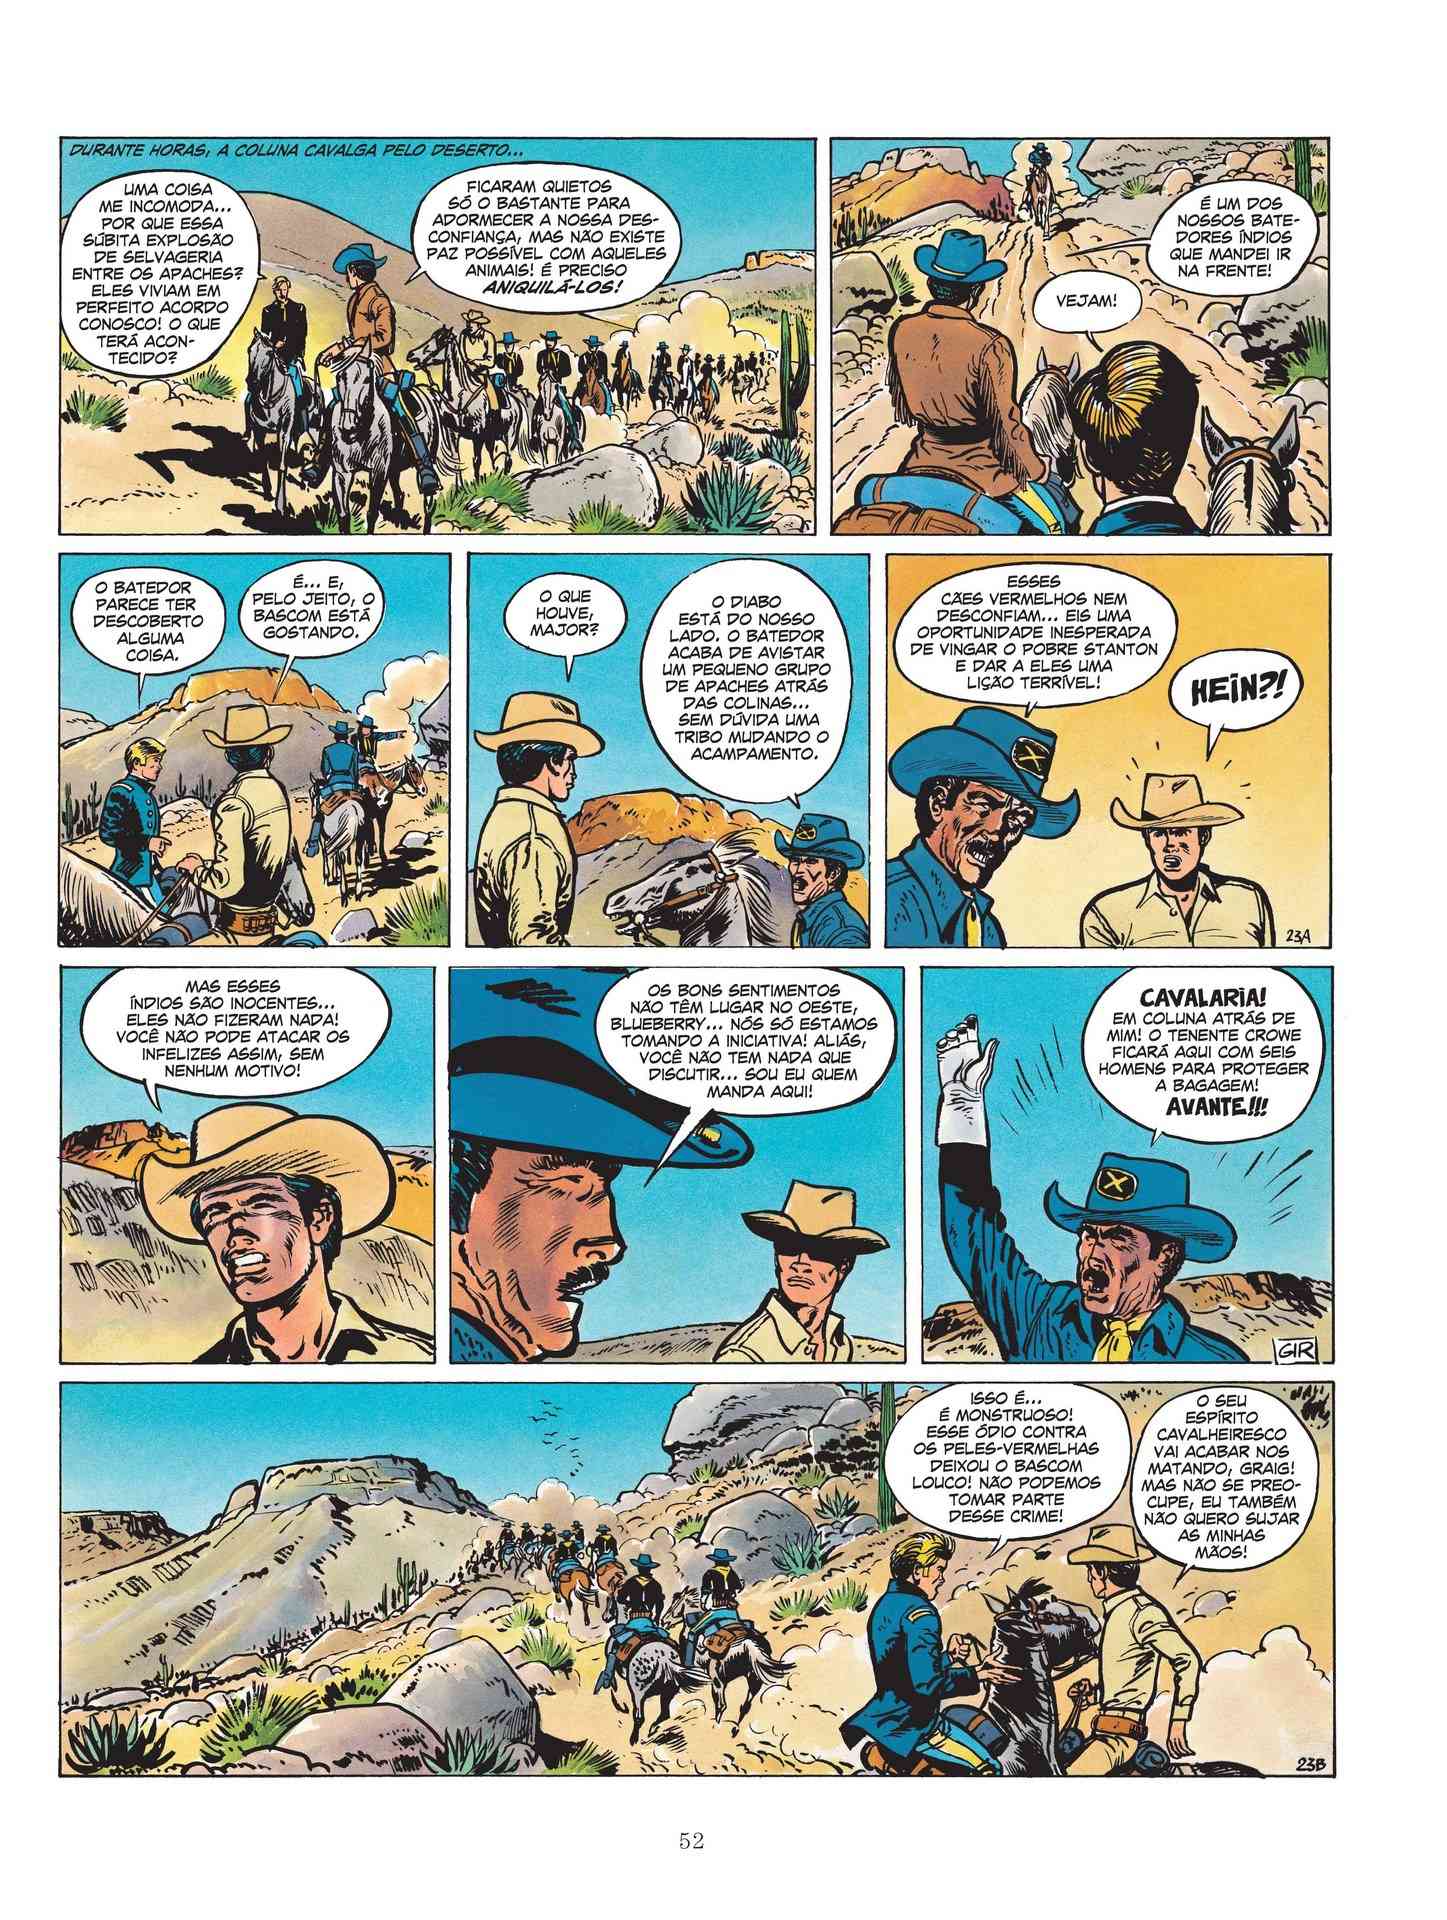 DURANTE HORAS, A COLUNA CAVALGA PELO DESERTO...
UMA COISA
ME INCOMODA...
POR QUE ESSA
SÚBITA EXPLOSÃO
DE SELVAGERIA
ENTRE OS APACHES?
ELES VIVIAM EM
PERFEITO ACORDO
CONOSCO! O QUE
TERÁ ACON-
TECIDO?
FICARAM QUIETOS
SÓ O BASTANTE PARA
ADORMECER A NOSSA DES-
CONFIANÇA, MAS NÃO EXISTE
PAZ POSSÍVEL COM AQUELES
ANIMAIS! É PRECISO
ANIQUILÁ-LOS!
É UM DOS
NOSSOS BATE-
DORES ÍNDIOS
QUE MANDEI IR
NA FRENTE!
VEJAM!
O BATEDOR
PARECE TER
DESCOBERTO
ALGUMA
COISA.
É... E,
PELO JEITO, O
BASCOM ESTÁ
GOSTANDO.
O QUE
HOUVE,
MAJOR?
O DIABO
ESTÁ DO NOSSO
LADO. O BATEDOR
ACABA DE AVISTAR
UM PEQUENO GRUPO
DE APACHES ATRÁS
DAS COLINAS...
SEM DÚVIDA UMA
TRIBO MUDANDO O
ACAMPAMENTO.
ESSES
CÃES VERMELHOS NEM
DESCONFIAM... EIS UMA
OPORTUNIDADE INESPERADA
DE VINGAR O POBRE STANTON
E DAR A ELES UMA
LIÇÃO TERRÍVEL!
HEIN?!
23A
MAS ESSES
ÍNDIOS SÃO INOCENTES...
ELES NÃO FIZERAM NADA!
VOCÊ NÃO PODE ATACAR OS
INFELIZES ASSIM, SEM
NENHUM MOTIVO!
OS BONS SENTIMENTOS
NÃO TÊM LUGAR NO OESTE,
BLUEBERRY... NÓS SÓ ESTAMOS
TOMANDO A INICIATIVA! ALIÁS,
VOCÊ NÃO TEM NADA QUE
DISCUTIR... SOU EU QUEM
MANDA AQUI!
CAVALARIA!
EM COLUNA ATRÁS DE
MIM! O TENENTE CROWE
FICARÁ AQUI COM SEIS
HOMENS PARA PROTEGER
A BAGAGEM!
AVANTE!!!
GIR
ISSO É...
É MONSTRUOSO!
ESSE ÓDIO CONTRA
OS PELES-VERMELHAS
DEIXOU O BASCOM
LOUCO! NÃO PODEMOS
TOMAR PARTE
DESSE CRIME!
O SEU
ESPÍRITO
CAVALHEIRESCO
VAI ACABAR NOS
MATANDO, GRAIG!
MAS NÃO SE PREO-
CUPE, EU TAMBÉM
NÃO QUERO SUJAR
AS MINHAS
MÃOS!
23B
52